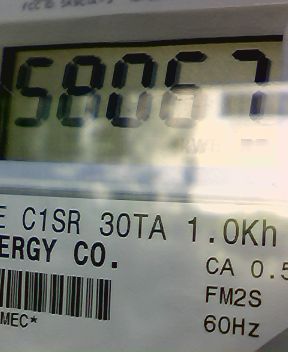 58067
E C1SR 30TA 1.0Kh
ERGY CO.
CA 0.5
FM2S
MEC*
60Hz